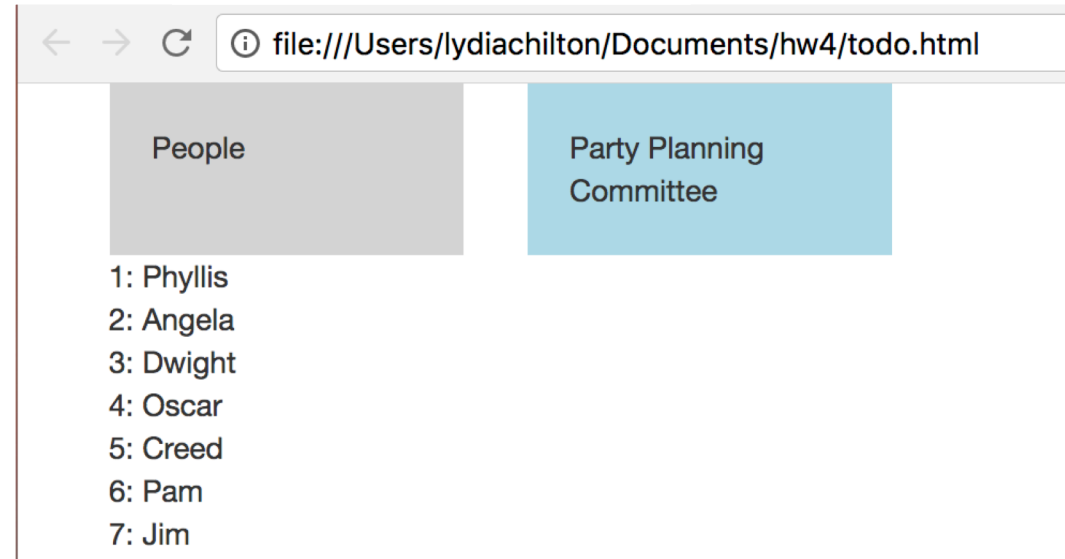 file:///Users/lydiachilton/Documents/hw4/todo.html
People
Party Planning
Committee
1: Phyllis
2: Angela
3: Dwight
4: Oscar
5: Creed
6: Pam
7: Jim